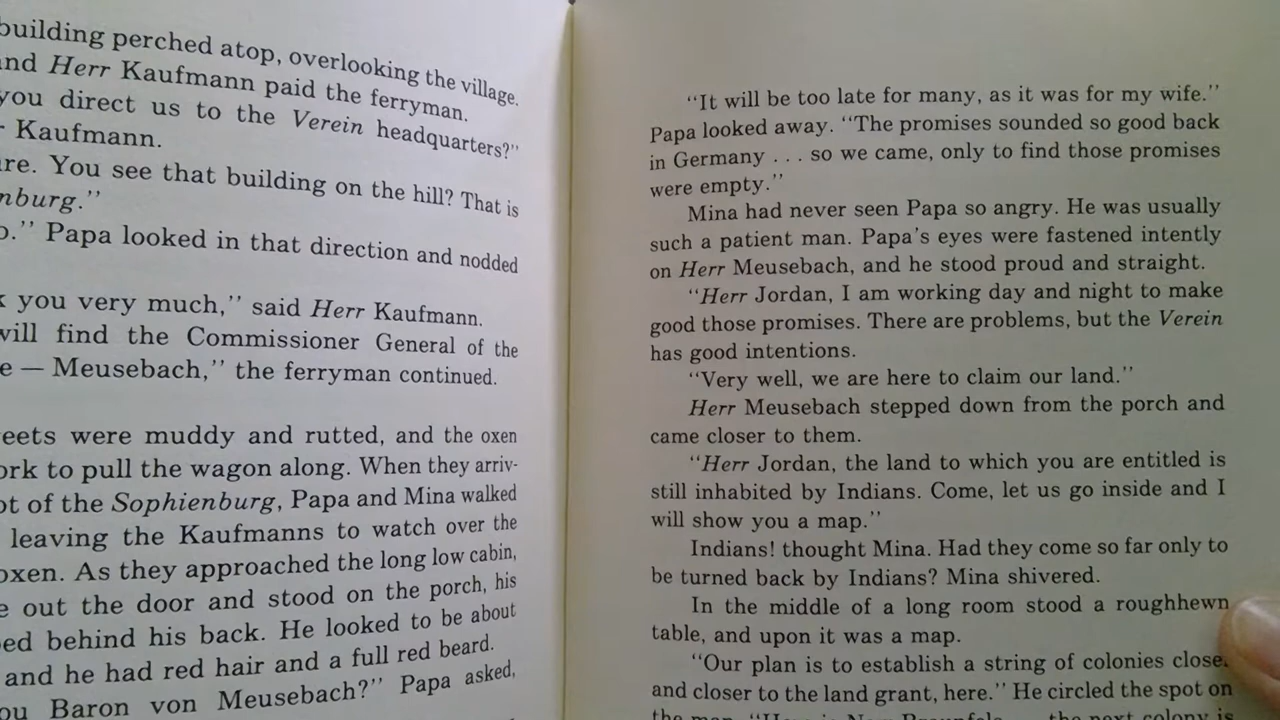 building perched atop, overlooking the village.
and Herr Kaufmann paid the ferryman.
you direct us to the Verein headquarters?”
Kaufmann.
You see that building on the hill? That is
Papa looked in that direction and nodded
you very much,’’ said Herr Kaufmann.
will find the Commissioner General of the
— Meusebach,’’ the ferryman continued.
were muddy and rutted, and the oxen
to pull the wagon along. When they arriv-
of the Sophienburg, Papa and Mina walked
leaving the Kaufmanns to watch over the
oxen. As they approached the long low cabin,
out the door and stood on the porch, his
behind his back. He looked to be about
and he had red hair and a full red beard.
Baron von Meusebach?’’ Papa asked,
‘‘It will be too late for many, as it was for my wife.’’
Papa looked away. ‘‘The promises sounded so good back
in Germany . . . so we came, only to find those promises
were empty.’’
Mina had never seen Papa so angry. He was usually
such a patient man. Papa’s eyes were fastened intently
on Herr Meusebach, and he stood proud and straight.
‘‘Herr Jordan, I am working day and night to make
good those promises. There are problems, but the Verein
has good intentions.
‘‘Very well, we are here to claim our land.’’
Herr Meusebach stepped down from the porch and
came closer to them.
‘‘Herr Jordan, the land to which you are entitled is
still inhabited by Indians. Come, let us go inside and I
will show you a map.’’
Indians! thought Mina. Had they come so far only to
be turned back by Indians? Mina shivered.
In the middle of a long room stood a roughhewn
table, and upon it was a map.
‘‘Our plan is to establish a string of colonies closer
and closer to the land grant, here.’’ He circled the spot on